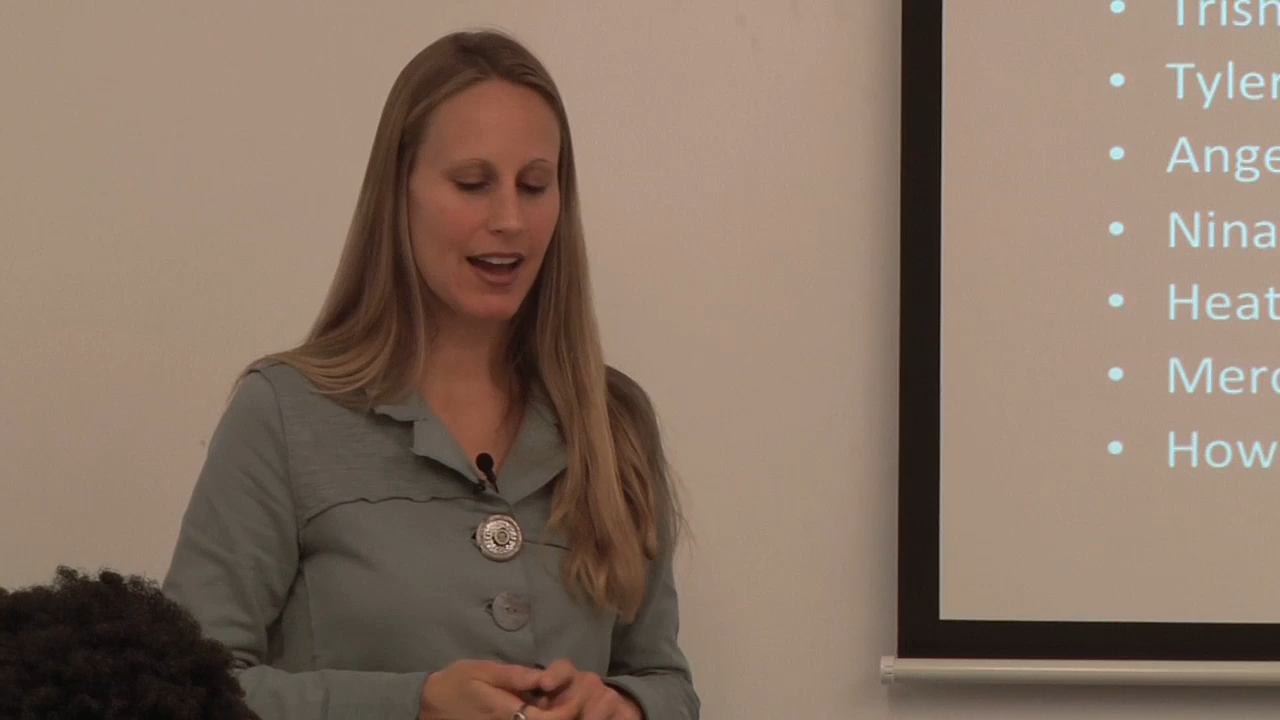 • Trish
• Tyler
• Ange
• Nina
• Heat
• Merc
• How